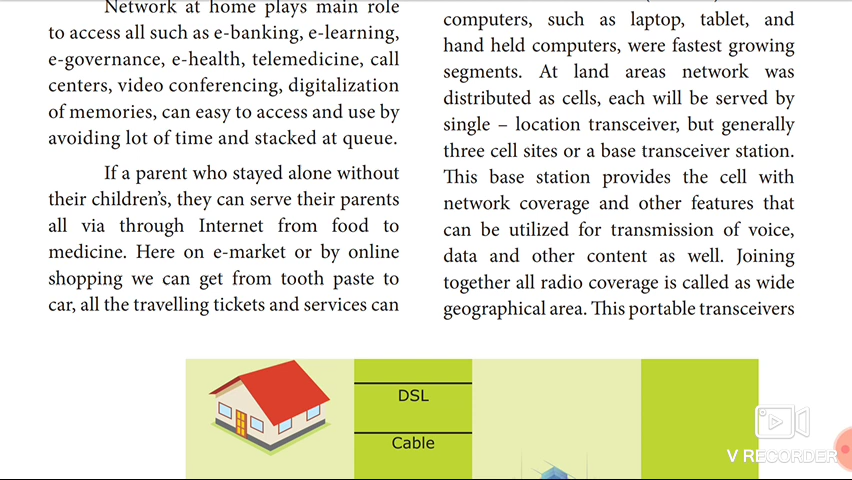 Network at home plays main role
to access all such as e-banking, e-learning,
e-governance, e-health, telemedicine, call
centers, video conferencing, digitalization
of memories, can easy to access and use by
avoiding lot of time and stacked at queue.
If a parent who stayed alone without
their children's, they can serve their parents
all via through Internet from food to
medicine. Here on e-market or by online
shopping we can get from tooth paste to
car, all the travelling tickets and services can
computers, such as laptop, tablet, and
hand held computers, were fastest growing
segments. At land areas network was
distributed as cells, each will be served by
single – location transceiver, but generally
three cell sites or a base transceiver station.
This base station provides the cell with
network coverage and other features that
can be utilized for transmission of voice,
data and other content as well. Joining
together all radio coverage is called as wide
geographical area. This portable transceivers
DSL
Cable
V RECORDER